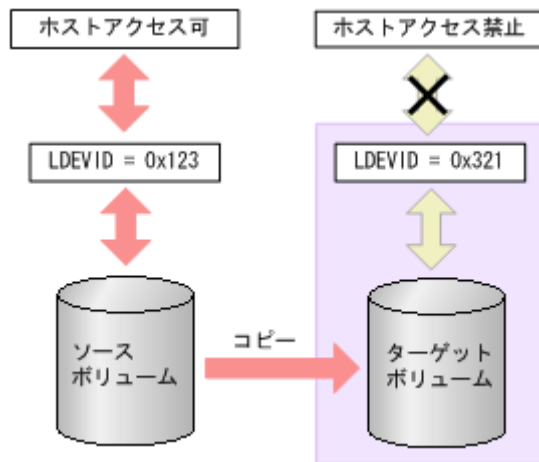 ホストアクセス可
ホストアクセス禁止
LDEVID = 0x123
LDEVID = 0x321
ソース
ボリューム
コピー
ターゲット
ボリューム